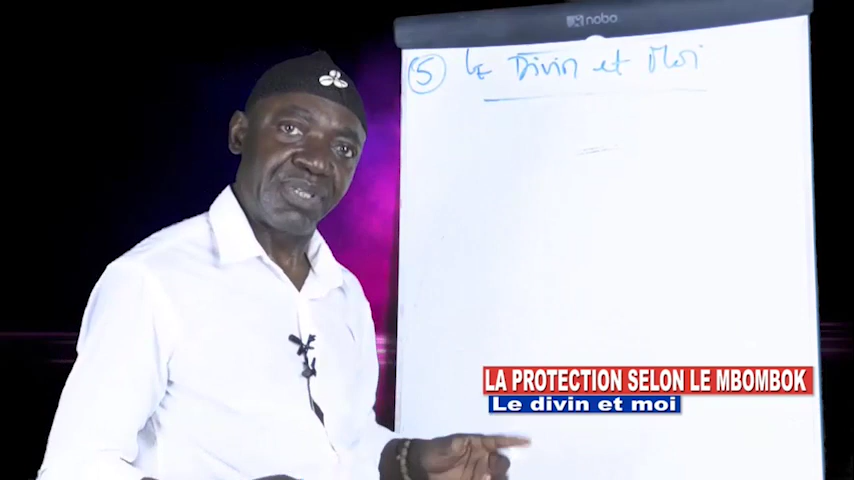 nobo
5 Le Divin et Moi
LA PROTECTION SELON LE MBOMBOK
Le divin et moi